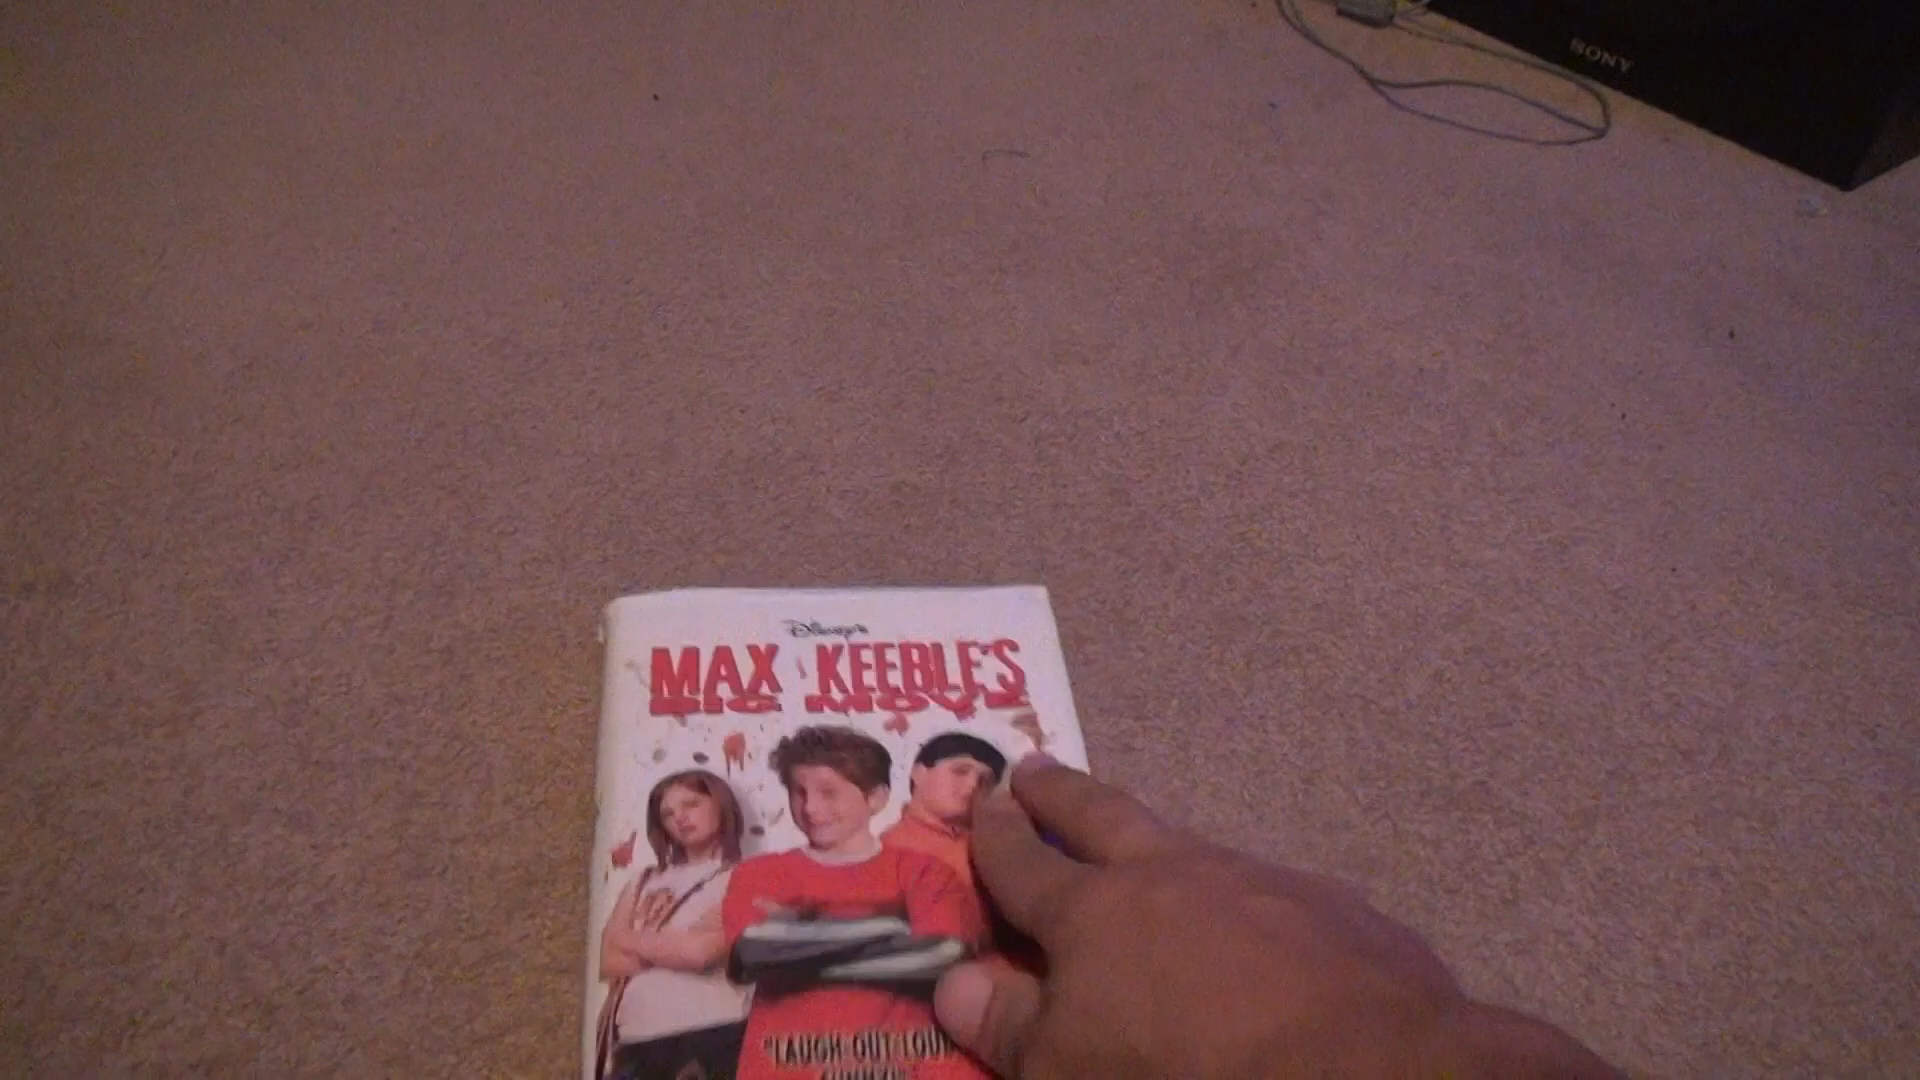 SONY
Disney's
MAX KEEBLE'S
BIG MOVE
"LAUGH-OUT-LOUD